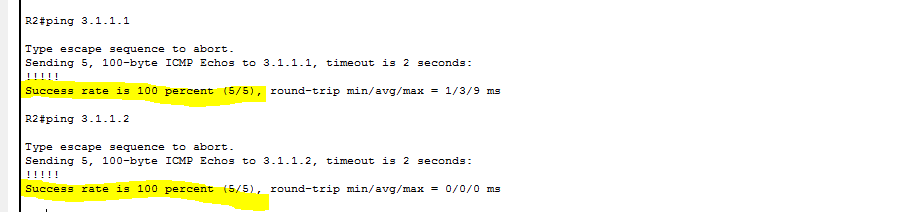 R2#ping 3.1.1.1
Type escape sequence to abort.
Sending 5, 100-byte ICMP Echos to 3.1.1.1, timeout is 2 seconds:
!!!!!
Success rate is 100 percent (5/5), round-trip min/avg/max = 1/3/9 ms
R2#ping 3.1.1.2
Type escape sequence to abort.
Sending 5, 100-byte ICMP Echos to 3.1.1.2, timeout is 2 seconds:
!!!!!
Success rate is 100 percent (5/5), round-trip min/avg/max = 0/0/0 ms